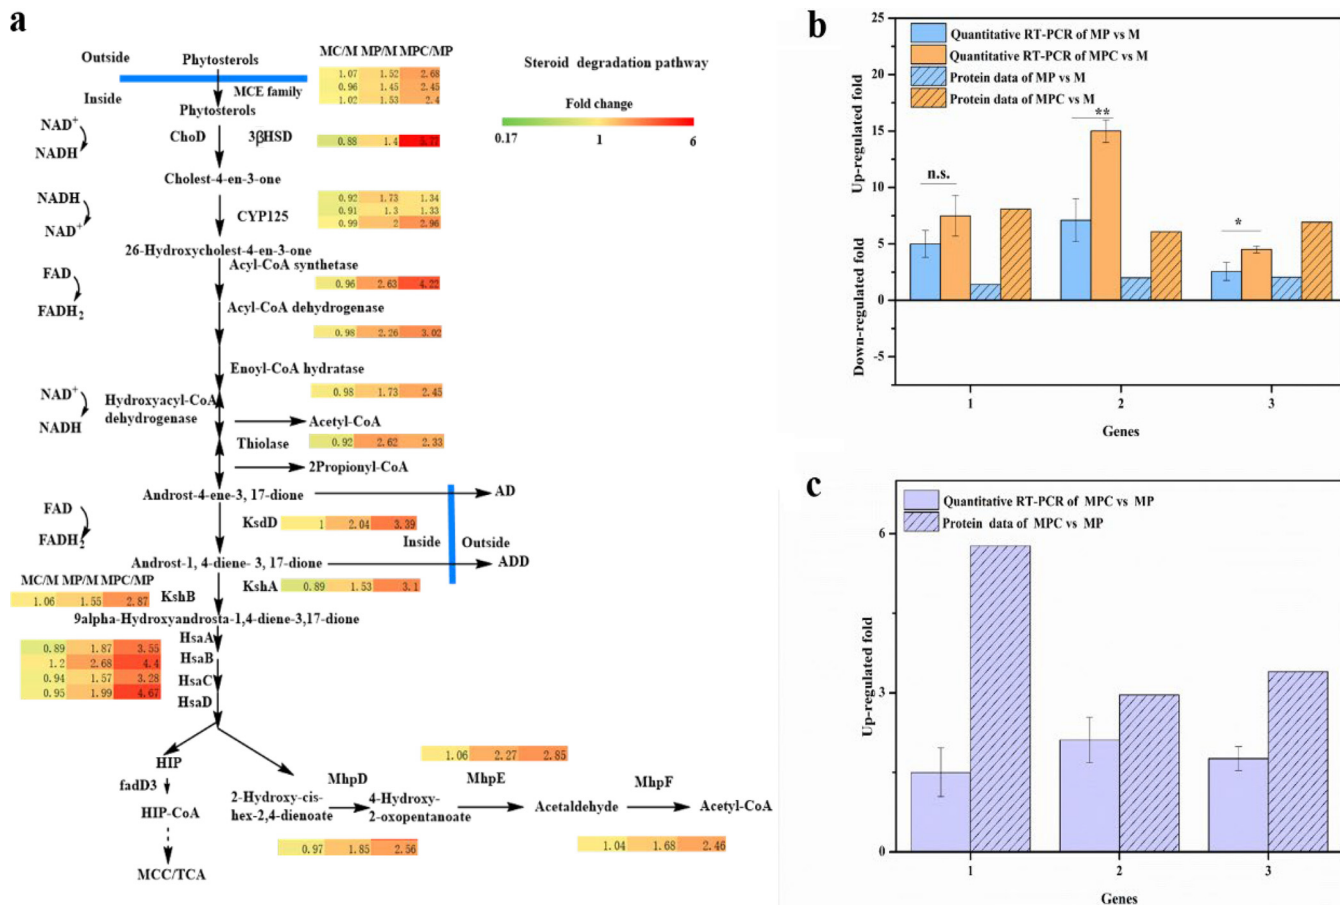 a
Outside
Phytosterols
MCE family
Inside
Phytosterols
MC/M MP/M MPC/MP
1.07 1.52 2.68
0.96 1.45 2.45
1.02 1.53 2.4
Steroid degradation pathway
Fold change
0.17 1 6
NAD+
NADH
ChoD 3βHSD
0.88 1.4 5.77
Cholest-4-en-3-one
NADH
NAD+
CYP125
0.92 1.73 1.34
0.91 1.3 1.33
0.99 2 2.96
26-Hydroxycholest-4-en-3-one
FAD
FADH2
Acyl-CoA synthetase
0.96 2.63 4.22
Acyl-CoA dehydrogenase
0.98 2.26 3.02
Enoyl-CoA hydratase
0.98 1.73 2.45
NAD+
NADH
Hydroxyacyl-CoA
dehydrogenase
Acetyl-CoA
Thiolase
0.92 2.62 2.33
2Propionyl-CoA
Androst-4-ene-3, 17-dione
AD
FAD
FADH2
KsdD
1 2.04 3.39
Inside Outside
Androst-1, 4-diene- 3, 17-dione
ADD
MC/M MP/M MPC/MP
1.06 1.55 2.87
KshB
KshA
0.89 1.53 3.1
9alpha-Hydroxyandrosta-1,4-diene-3,17-dione
0.89 1.87 3.55
1.2 2.68 4.4
0.94 1.57 3.28
0.95 1.99 4.67
HsaA
HsaB
HsaC
HsaD
HIP
fadD3
HIP-CoA
MCC/TCA
2-Hydroxy-cis-
hex-2,4-dienoate
MhpD
0.97 1.85 2.56
4-Hydroxy-
2-oxopentanoate
1.06 2.27 2.85
MhpE
Acetaldehyde
MhpF
1.04 1.68 2.46
Acetyl-CoA
b
Quantitative RT-PCR of MP vs M
Quantitative RT-PCR of MPC vs M
Protein data of MP vs M
Protein data of MPC vs M
Up-regulated fold
Down-regulated fold
25
20
15
10
5
0
-5
n.s.
**
*
1 2 3
Genes
c
Quantitative RT-PCR of MPC vs MP
Protein data of MPC vs MP
Up-regulated fold
6
3
0
1 2 3
Genes